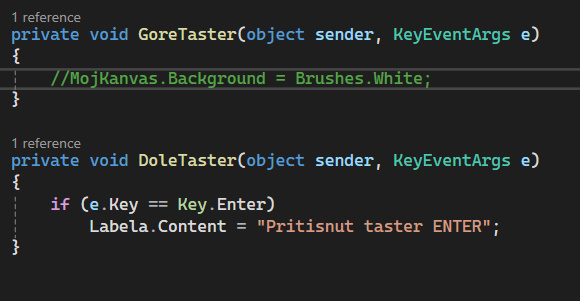 1 reference
private void GoreTaster(object sender, KeyEventArgs e)
{
//MojKanvas.Background = Brushes.White;
}
1 reference
private void DoleTaster(object sender, KeyEventArgs e)
{
if (e.Key == Key.Enter)
Labela.Content = "Pritisnut taster ENTER";
}